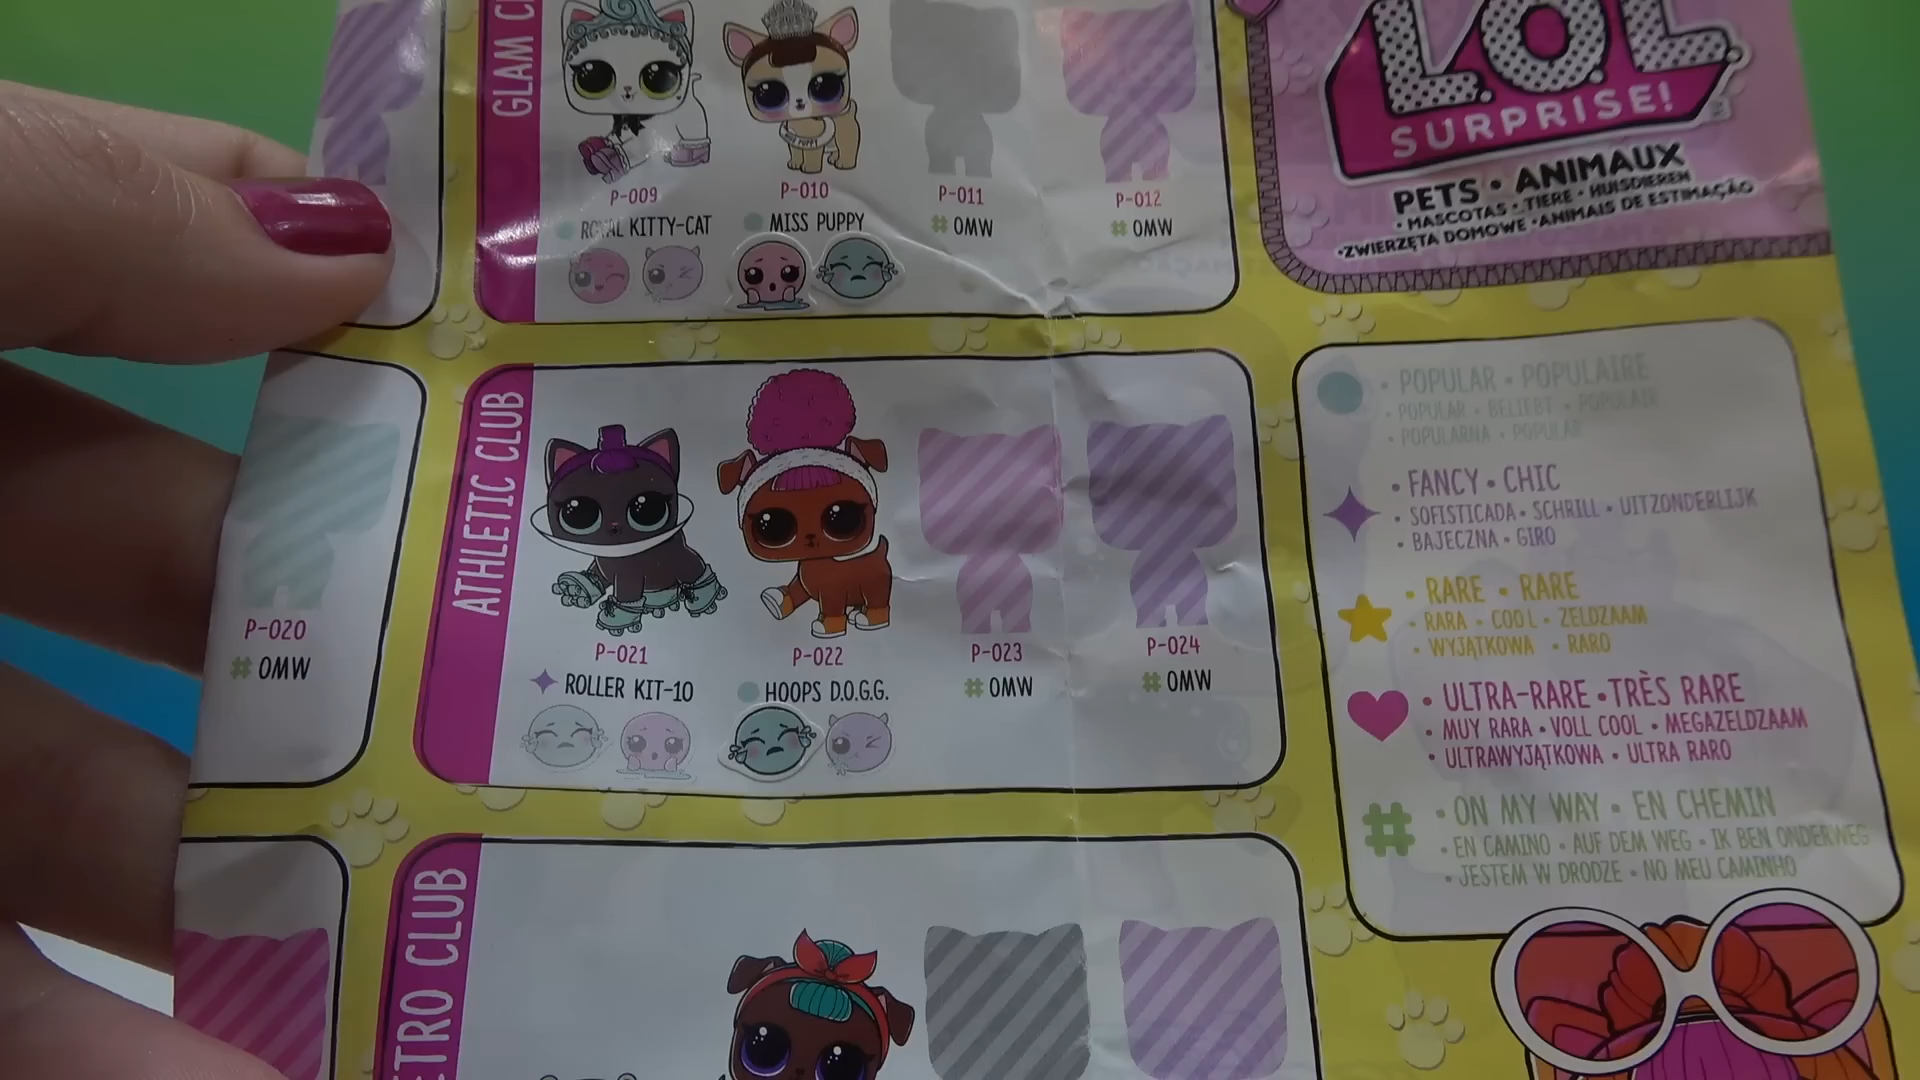 L.O.L.
SURPRISE!
PETS • ANIMAUX
• MASCOTAS • TIERE • HUISDIEREN
• ZWIERZĘTA DOMOWE • ANIMAIS DE ESTIMAÇÃO
GLAM
P-009
ROYAL KITTY-CAT
P-010
MISS PUPPY
P-011
# OMW
P-012
# OMW
P-020
# OMW
ATHLETIC CLUB
P-021
ROLLER KIT-10
P-022
HOOPS D.O.G.G.
P-023
# OMW
P-024
# OMW
CLUB
• POPULAR • POPULAIRE
• POPULAR • BELIEBT • POPULAIR
• POPULARNA • POPULAR
• FANCY • CHIC
• SOFISTICADA • SCHRILL • UITZONDERLIJK
• BAJECZNA • GIRO
• RARE • RARE
• RARA • COOL • ZELDZAAM
• WYJĄTKOWA • RARO
• ULTRA-RARE • TRÈS RARE
• MUY RARA • VOLL COOL • MEGAZELDZAAM
• ULTRAWYJĄTKOWA • ULTRA RARO
# • ON MY WAY • EN CHEMIN
• EN CAMINO • AUF DEM WEG • IK BEN ONDERWEG
• JESTEM W DRODZE • NO MEU CAMINHO